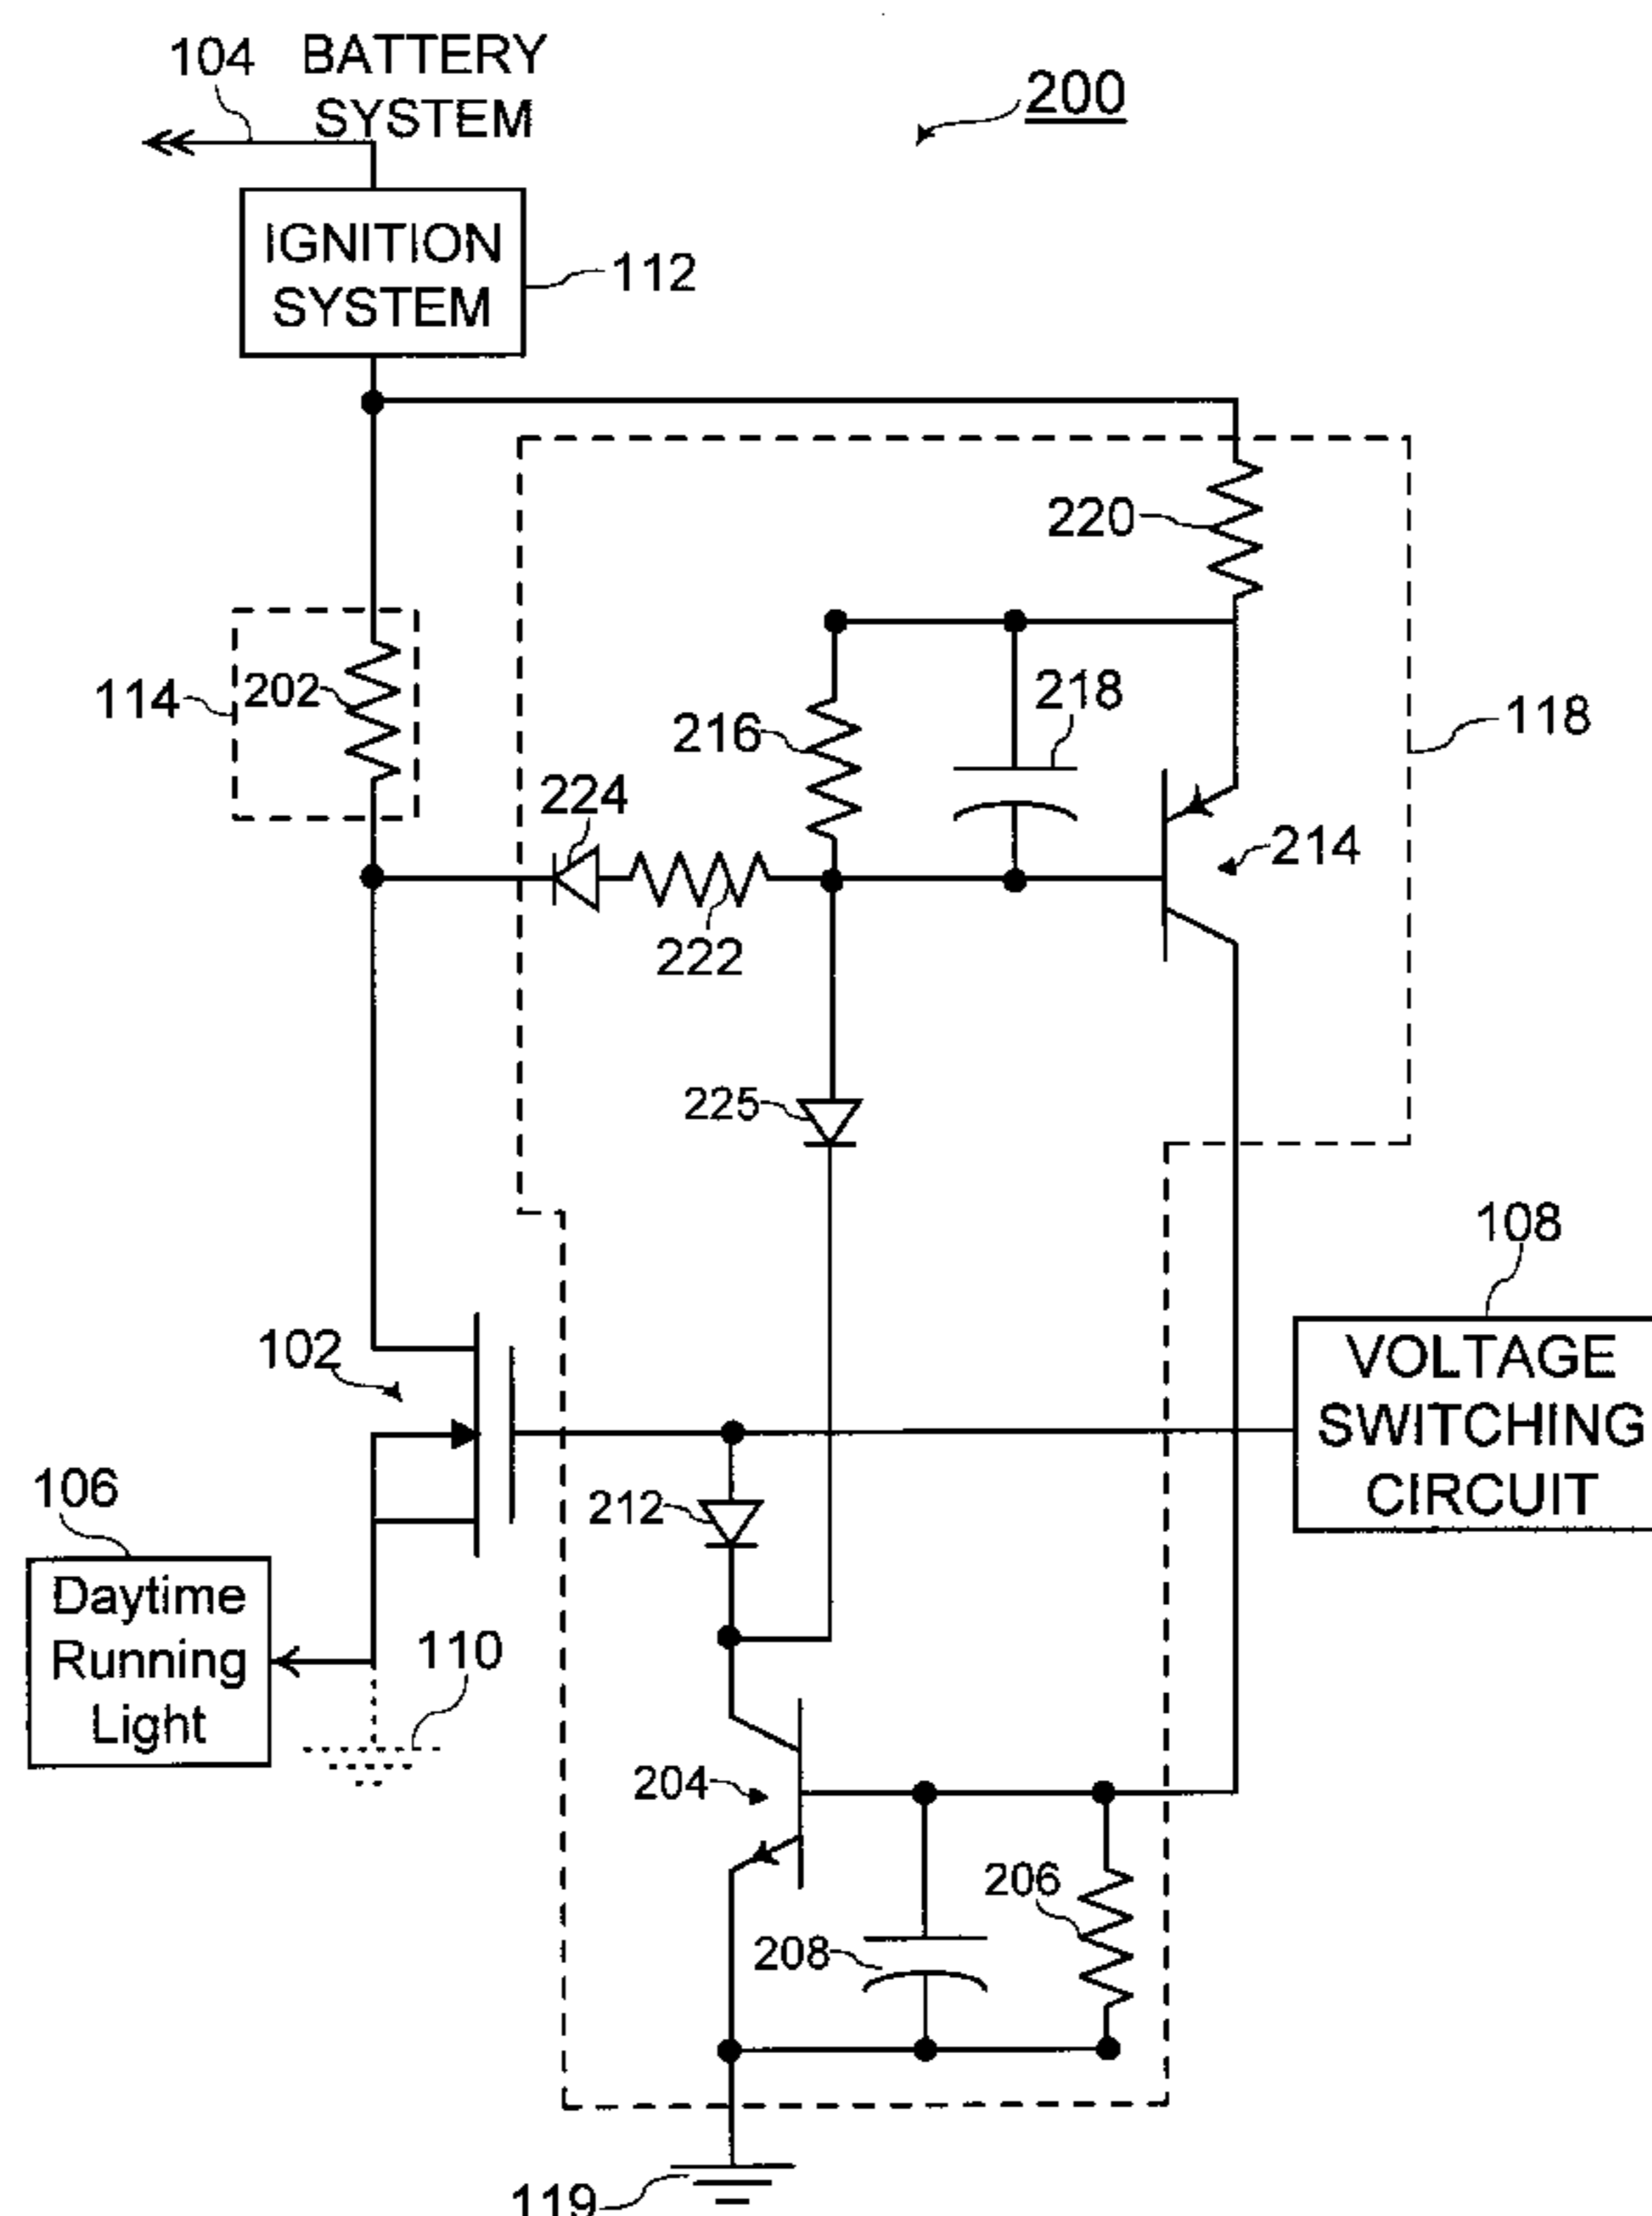 104
BATTERY
SYSTEM
200
IGNITION
SYSTEM
112
220
114
202
216
218
118
224
214
222
225
108
102
VOLTAGE
SWITCHING
CIRCUIT
106
212
Daytime
Running
Light
110
204
206
208
119